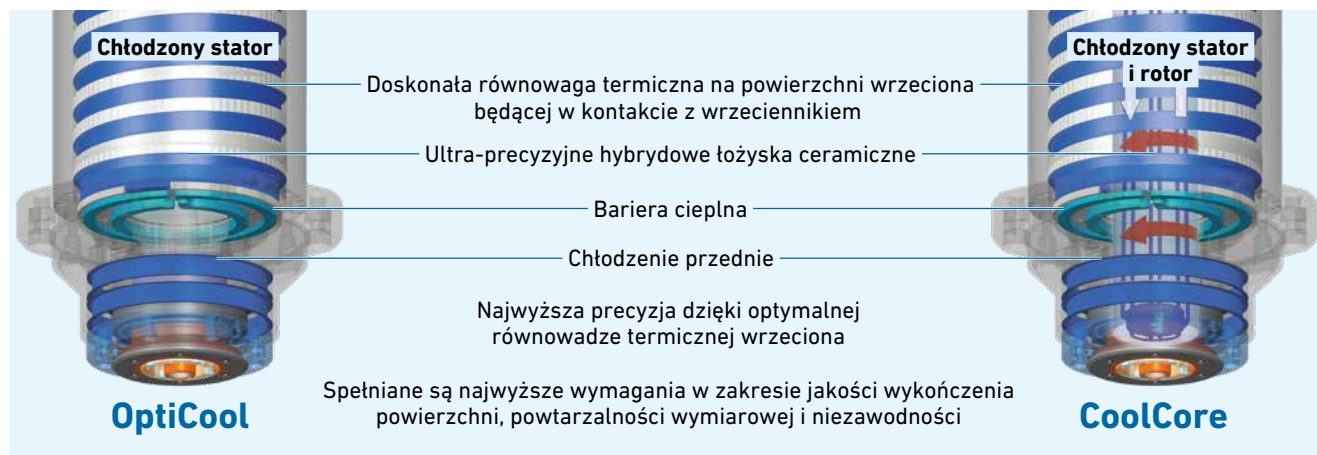 Chłodzony stator
Chłodzony stator
i rotor
Doskonała równowaga termiczna na powierzchni wrzeciona
będącej w kontakcie z wrzeciennikiem
Ultra-precyzyjne hybrydowe łożyska ceramiczne
Bariera cieplna
Chłodzenie przednie
Najwyższa precyzja dzięki optymalnej
równowadze termicznej wrzeciona
Spełniane są najwyższe wymagania w zakresie jakości wykończenia
powierzchni, powtarzalności wymiarowej i niezawodności
OptiCool
CoolCore